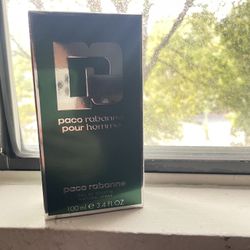 paco rabanne
pour homme
paco rabanne
100 ml ℮ 3.4 FL OZ